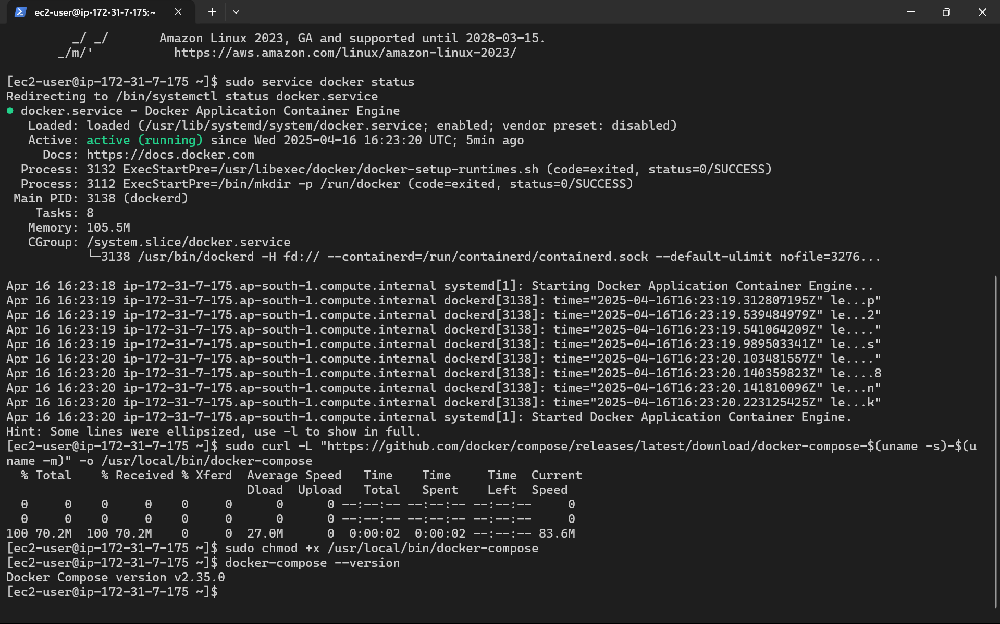 ec2-user@ip-172-31-7-175:~
_/ _/       Amazon Linux 2023, GA and supported until 2028-03-15.
_/m/'           https://aws.amazon.com/linux/amazon-linux-2023/
[ec2-user@ip-172-31-7-175 ~]$ sudo service docker status
Redirecting to /bin/systemctl status docker.service
● docker.service - Docker Application Container Engine
Loaded: loaded (/usr/lib/systemd/system/docker.service; enabled; vendor preset: disabled)
Active: active (running) since Wed 2025-04-16 16:23:20 UTC; 5min ago
Docs: https://docs.docker.com
Process: 3132 ExecStartPre=/usr/libexec/docker/docker-setup-runtimes.sh (code=exited, status=0/SUCCESS)
Process: 3112 ExecStartPre=/bin/mkdir -p /run/docker (code=exited, status=0/SUCCESS)
Main PID: 3138 (dockerd)
Tasks: 8
Memory: 105.5M
CGroup: /system.slice/docker.service
└─3138 /usr/bin/dockerd -H fd:// --containerd=/run/containerd/containerd.sock --default-ulimit nofile=3276...
Apr 16 16:23:18 ip-172-31-7-175.ap-south-1.compute.internal systemd[1]: Starting Docker Application Container Engine...
Apr 16 16:23:19 ip-172-31-7-175.ap-south-1.compute.internal dockerd[3138]: time="2025-04-16T16:23:19.312807195Z" le...p"
Apr 16 16:23:19 ip-172-31-7-175.ap-south-1.compute.internal dockerd[3138]: time="2025-04-16T16:23:19.539484979Z" le...2"
Apr 16 16:23:19 ip-172-31-7-175.ap-south-1.compute.internal dockerd[3138]: time="2025-04-16T16:23:19.541064209Z" le...."
Apr 16 16:23:19 ip-172-31-7-175.ap-south-1.compute.internal dockerd[3138]: time="2025-04-16T16:23:19.989503341Z" le...s"
Apr 16 16:23:20 ip-172-31-7-175.ap-south-1.compute.internal dockerd[3138]: time="2025-04-16T16:23:20.103481557Z" le...."
Apr 16 16:23:20 ip-172-31-7-175.ap-south-1.compute.internal dockerd[3138]: time="2025-04-16T16:23:20.140359823Z" le....8
Apr 16 16:23:20 ip-172-31-7-175.ap-south-1.compute.internal dockerd[3138]: time="2025-04-16T16:23:20.141810096Z" le...n"
Apr 16 16:23:20 ip-172-31-7-175.ap-south-1.compute.internal dockerd[3138]: time="2025-04-16T16:23:20.223125425Z" le...k"
Apr 16 16:23:20 ip-172-31-7-175.ap-south-1.compute.internal systemd[1]: Started Docker Application Container Engine.
Hint: Some lines were ellipsized, use -l to show in full.
[ec2-user@ip-172-31-7-175 ~]$ sudo curl -L "https://github.com/docker/compose/releases/latest/download/docker-compose-$(uname -s)-$(u
name -m)" -o /usr/local/bin/docker-compose
% Total    % Received % Xferd  Average Speed   Time    Time     Time  Current
Dload  Upload   Total   Spent    Left  Speed
0     0     0     0     0     0      0      0 --:--:-- --:--:-- --:--:--     0
0     0     0     0     0     0      0      0 --:--:-- --:--:-- --:--:--     0
100 70.2M  100 70.2M    0     0  27.0M      0  0:00:02  0:00:02 --:--:-- 83.6M
[ec2-user@ip-172-31-7-175 ~]$ sudo chmod +x /usr/local/bin/docker-compose
[ec2-user@ip-172-31-7-175 ~]$ docker-compose --version
Docker Compose version v2.35.0
[ec2-user@ip-172-31-7-175 ~]$